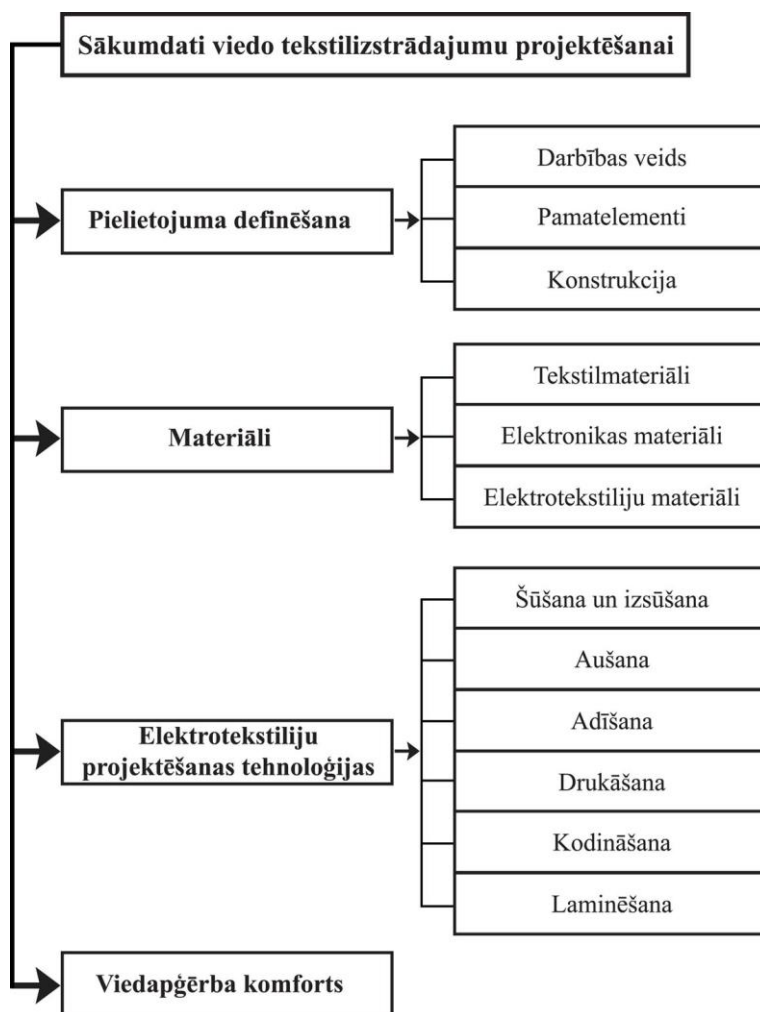 Sākumdati viedo tekstilizstrādajumu projektēšanai
Pielietojuma definēšana
Darbības veids
Pamatelementi
Konstrukcija
Materiāli
Tekstilmateriāli
Elektronikas materiāli
Elektrotekstiliju materiāli
Elektrotekstiliju
projektēšanas tehnoloģijas
Šūšana un izsūšana
Aušana
Adīšana
Drukāšana
Kodināšana
Laminēšana
Viedapģērba komforts